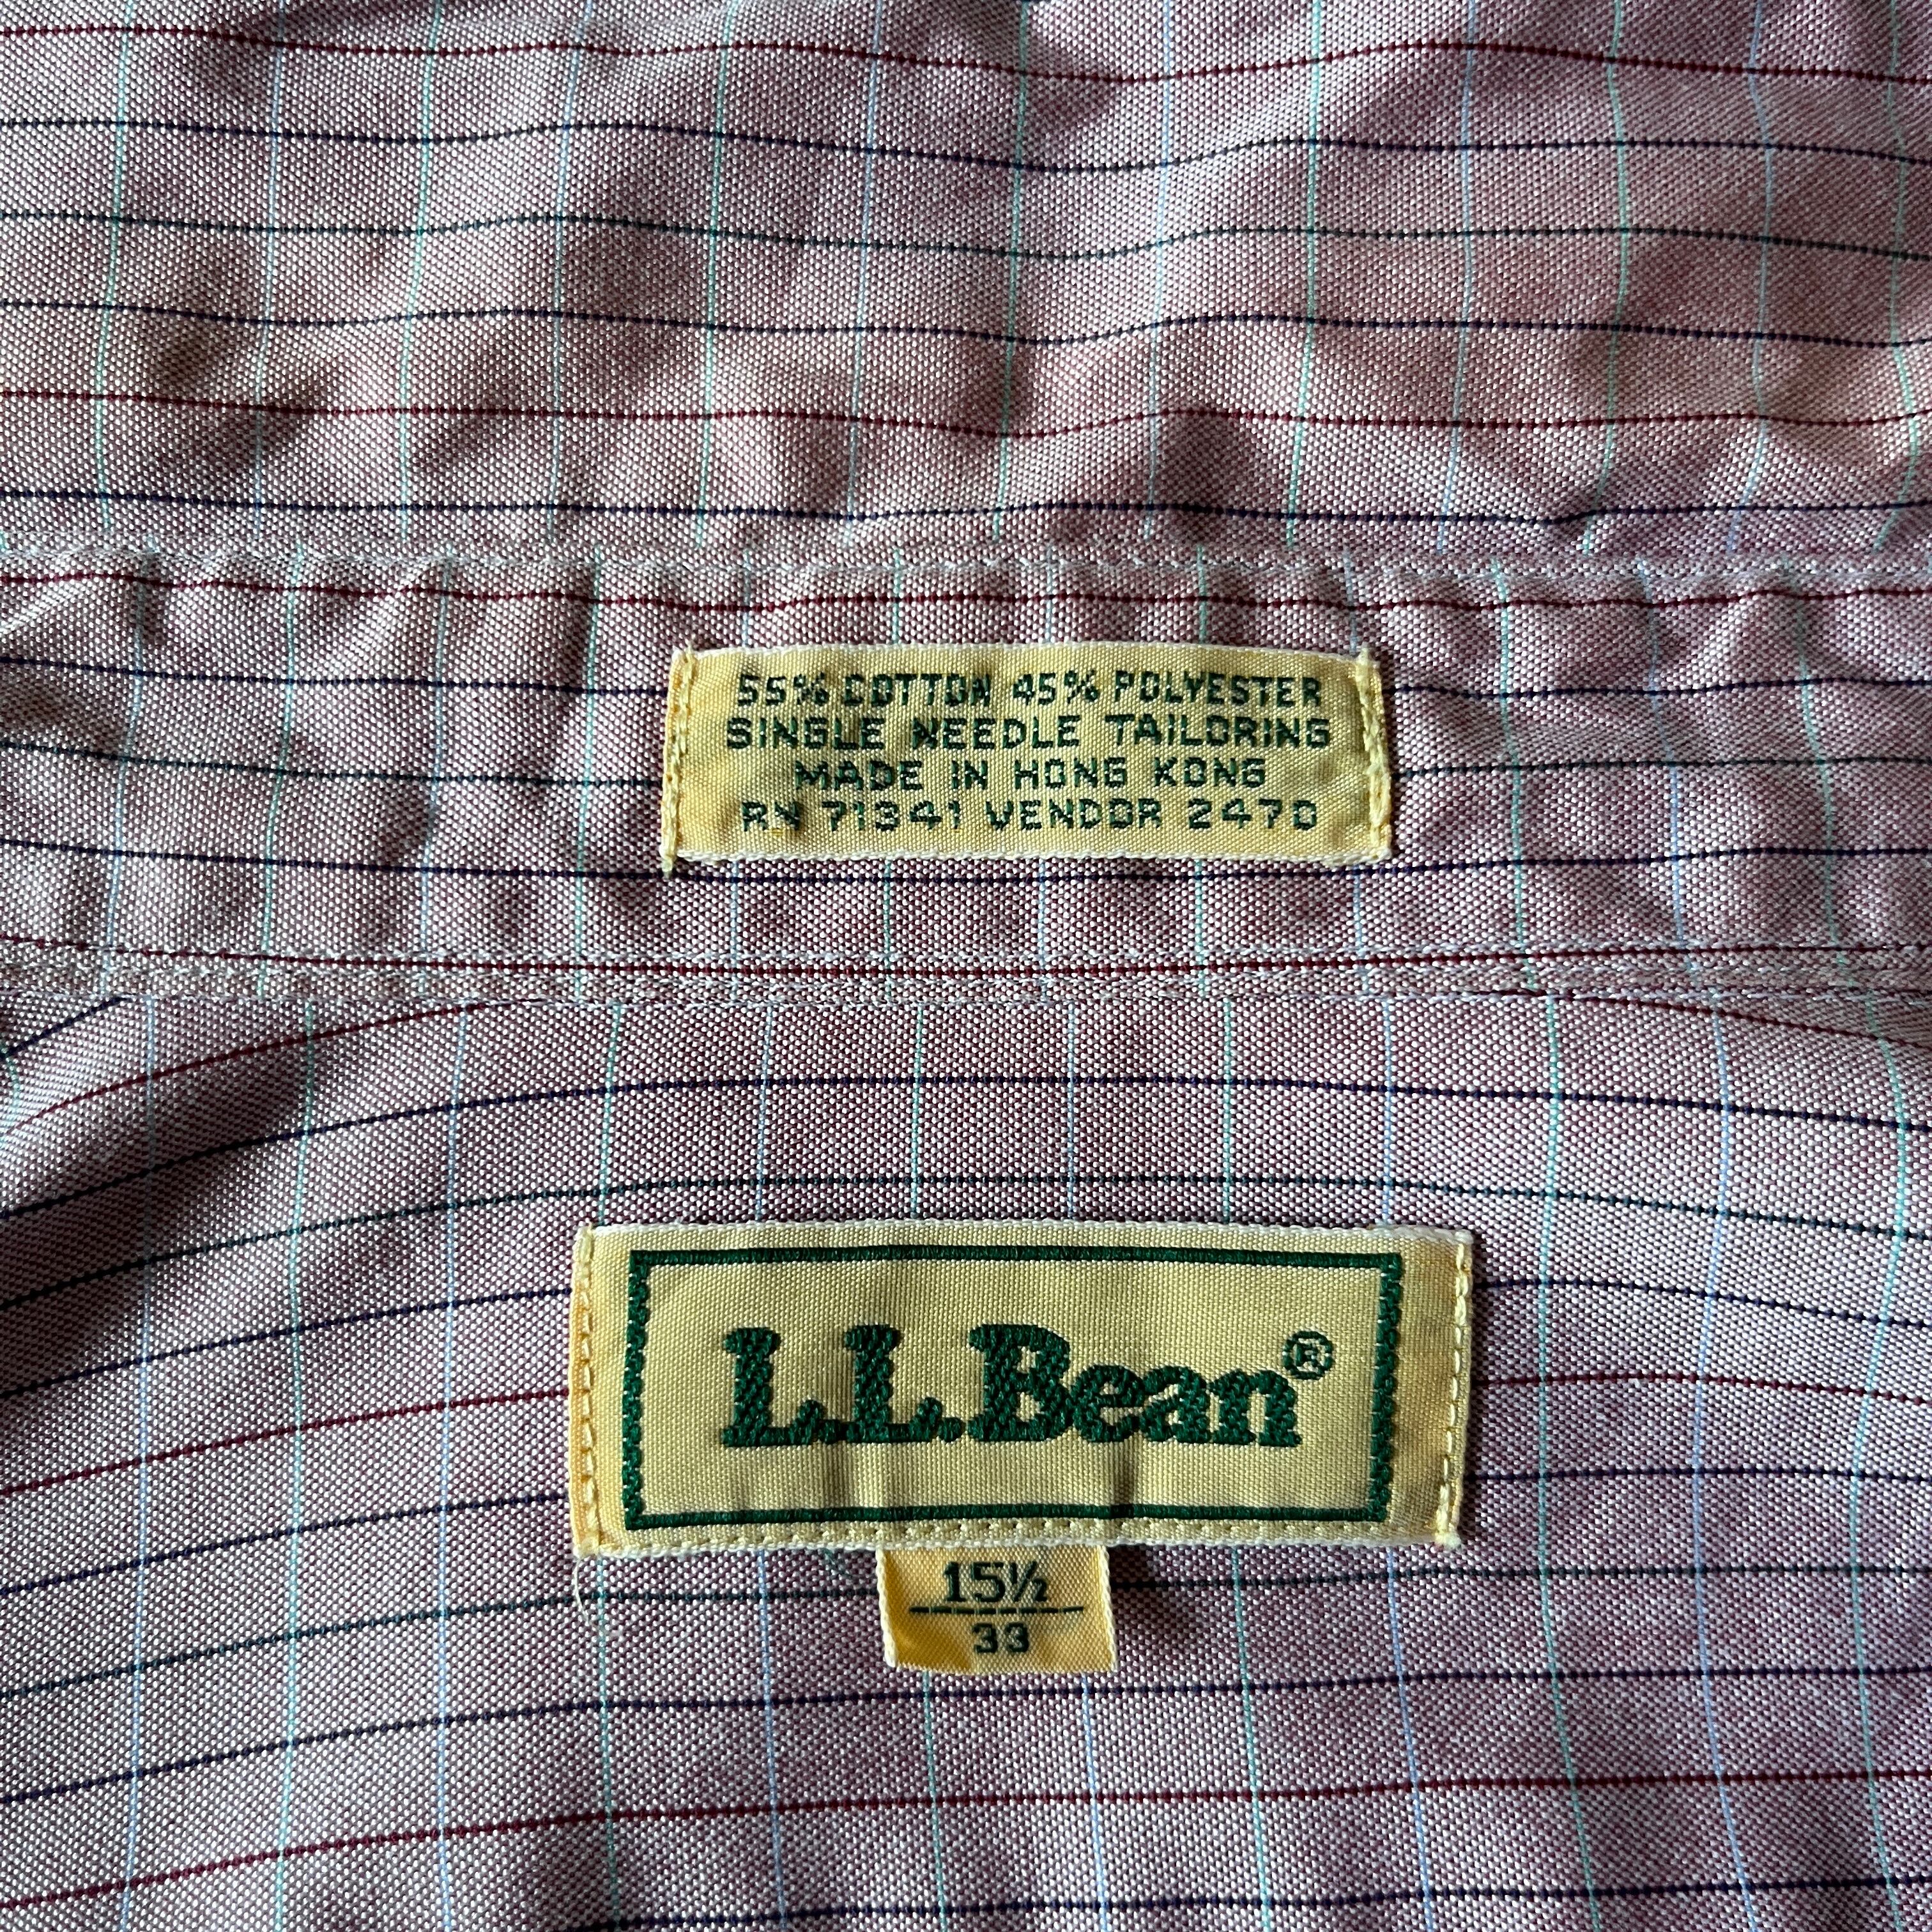 55% COTTON 45% POLYESTER
SINGLE NEEDLE TAILORING
MADE IN HONG KONG
RN 71341 VENDOR 2470
L.L.Bean®
15½
33